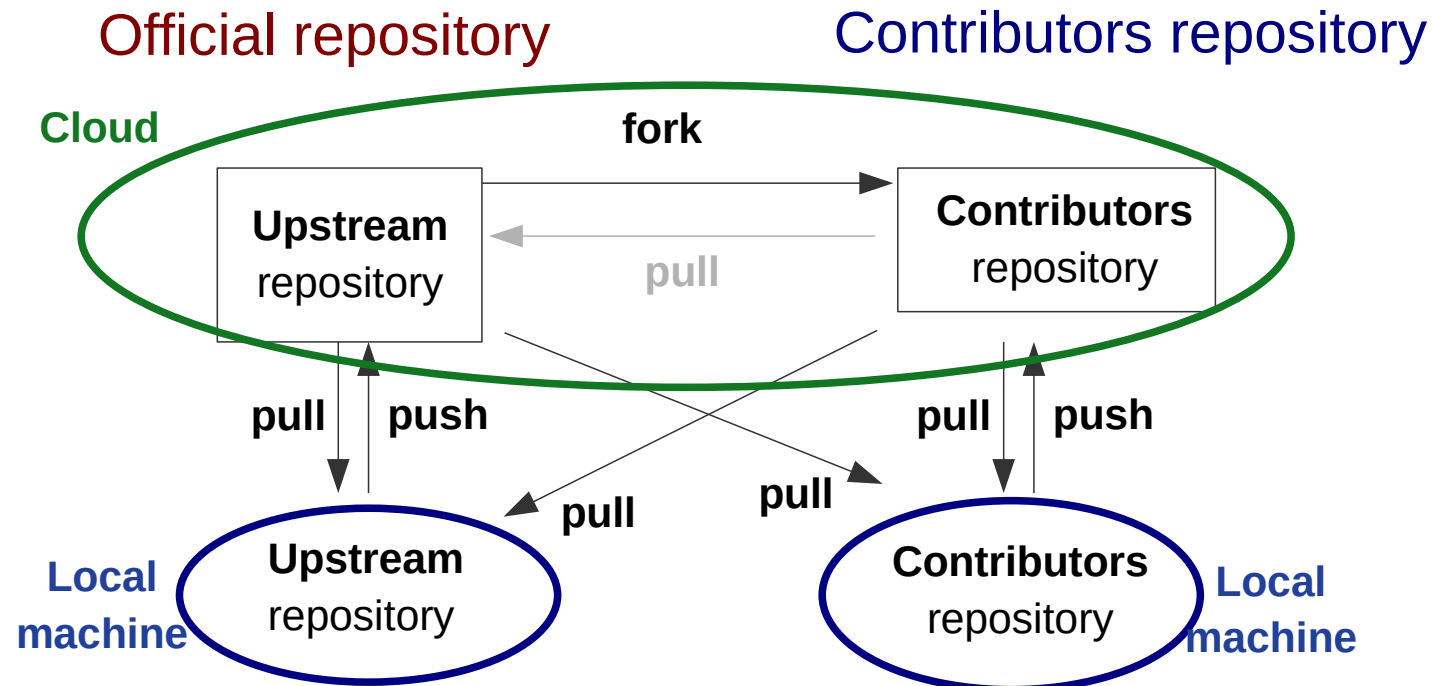 Official repository
Contributors repository
Cloud
fork
Upstream
repository
Contributors
repository
pull
pull
push
pull
push
pull
pull
Local
machine
Upstream
repository
Contributors
repository
Local
machine